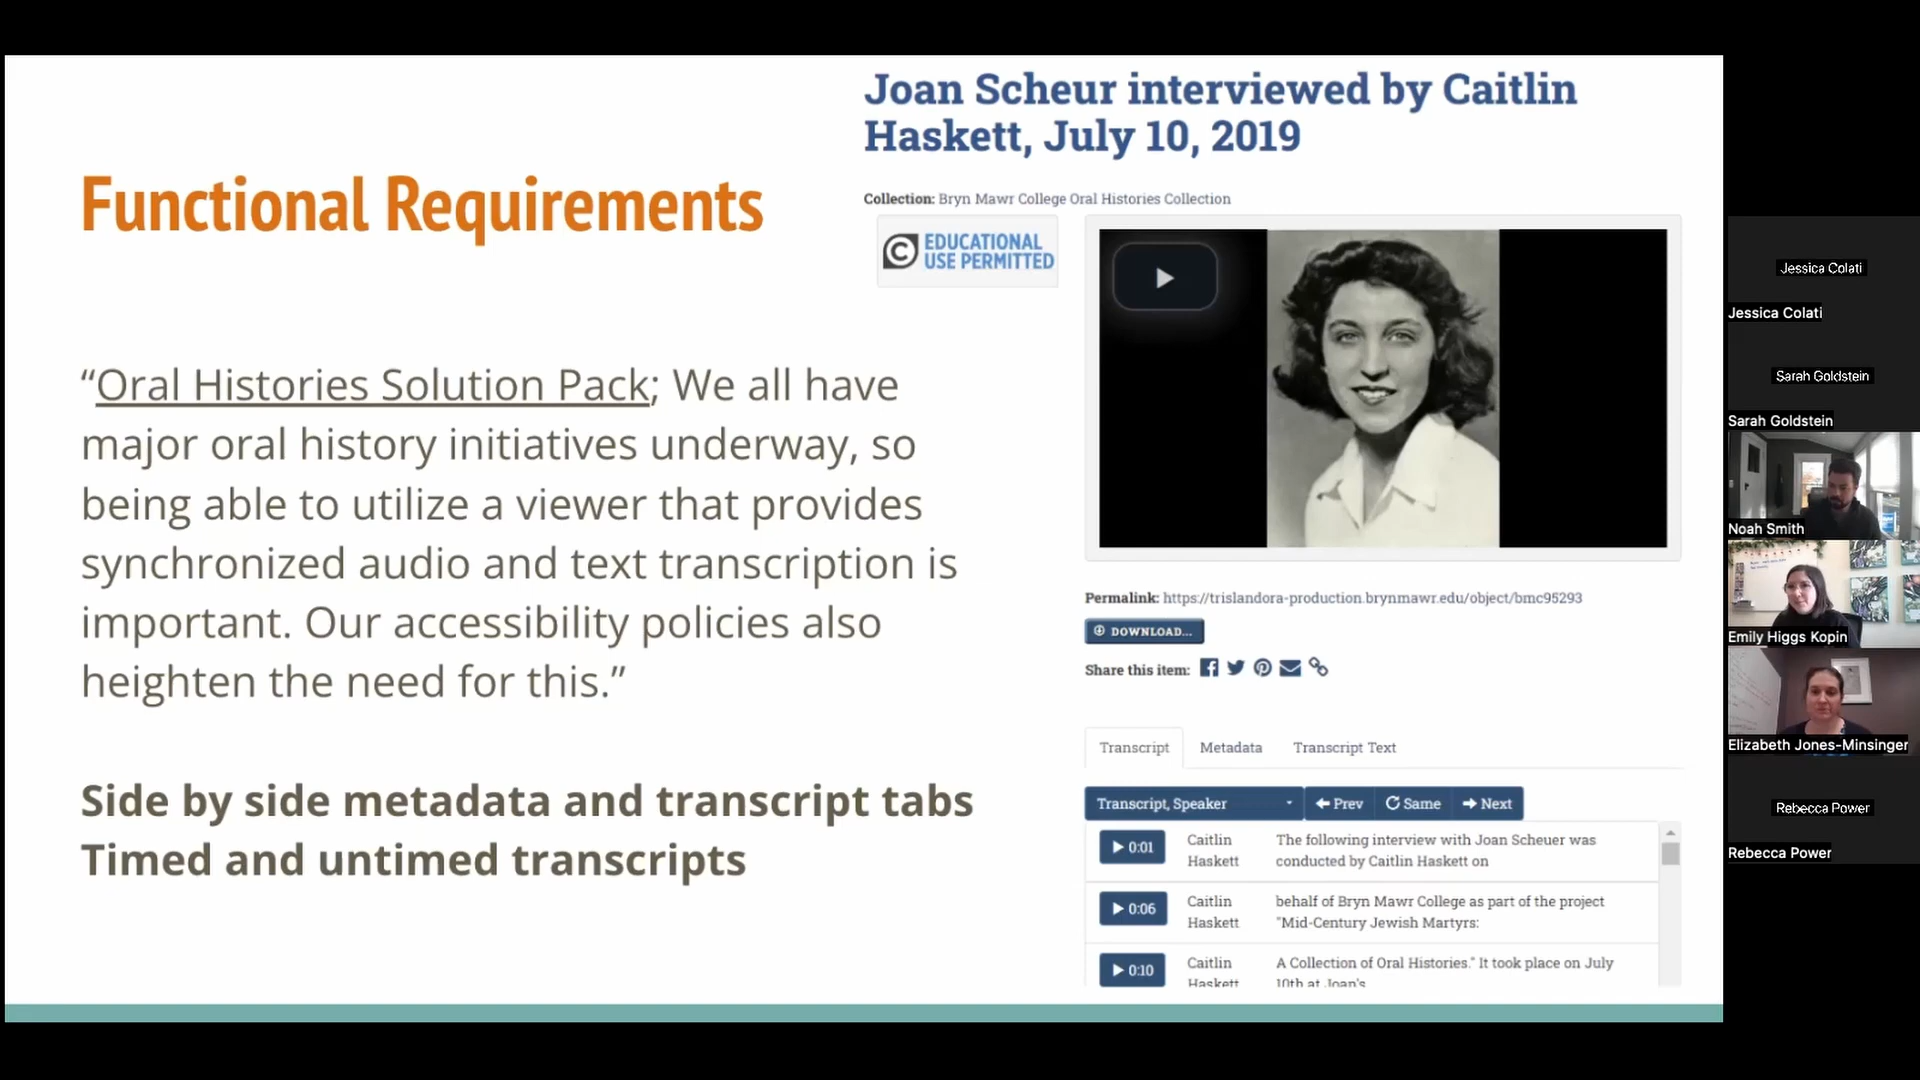 Functional Requirements
“Oral Histories Solution Pack; We all have
major oral history initiatives underway, so
being able to utilize a viewer that provides
synchronized audio and text transcription is
important. Our accessibility policies also
heighten the need for this.”
Side by side metadata and transcript tabs
Timed and untimed transcripts
Joan Scheur interviewed by Caitlin
Haskett, July 10, 2019
Collection: Bryn Mawr College Oral Histories Collection
EDUCATIONAL
USE PERMITTED
Permalink: https://trislandora-production.brynmawr.edu/object/bmc95293
DOWNLOAD...
Share this item:
Transcript Metadata Transcript Text
Transcript, Speaker Prev Same Next
0:01 Caitlin Haskett The following interview with Joan Scheuer was
conducted by Caitlin Haskett on
0:06 Caitlin Haskett behalf of Bryn Mawr College as part of the project
"Mid-Century Jewish Martyrs:
0:10 Caitlin Haskett A Collection of Oral Histories." It took place on July
10th at Joan's
Jessica Colati
Jessica Colati
Sarah Goldstein
Sarah Goldstein
Noah Smith
Emily Higgs Kopin
Elizabeth Jones-Minsinger
Rebecca Power
Rebecca Power